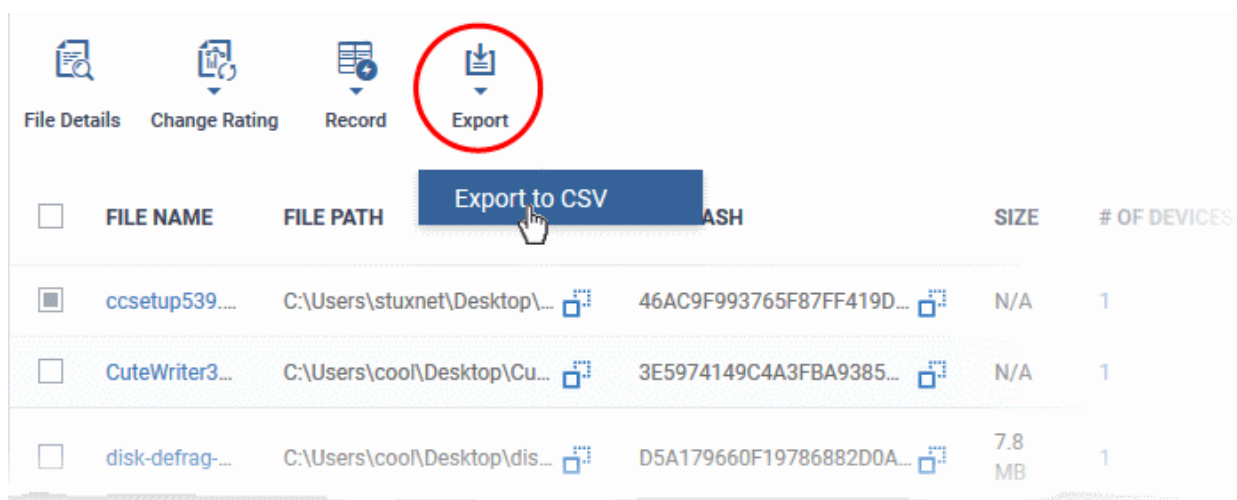 File Details Change Rating Record Export
Export to CSV
FILE NAME FILE PATH ASH SIZE # OF DEVICES
ccsetup539.... C:\Users\stuxnet\Desktop\... 46AC9F993765F87FF419D... N/A 1
CuteWriter3... C:\Users\cool\Desktop\Cu... 3E5974149C4A3FBA9385... N/A 1
disk-defrag-... C:\Users\cool\Desktop\dis... D5A179660F19786882D0A... 7.8 MB 1